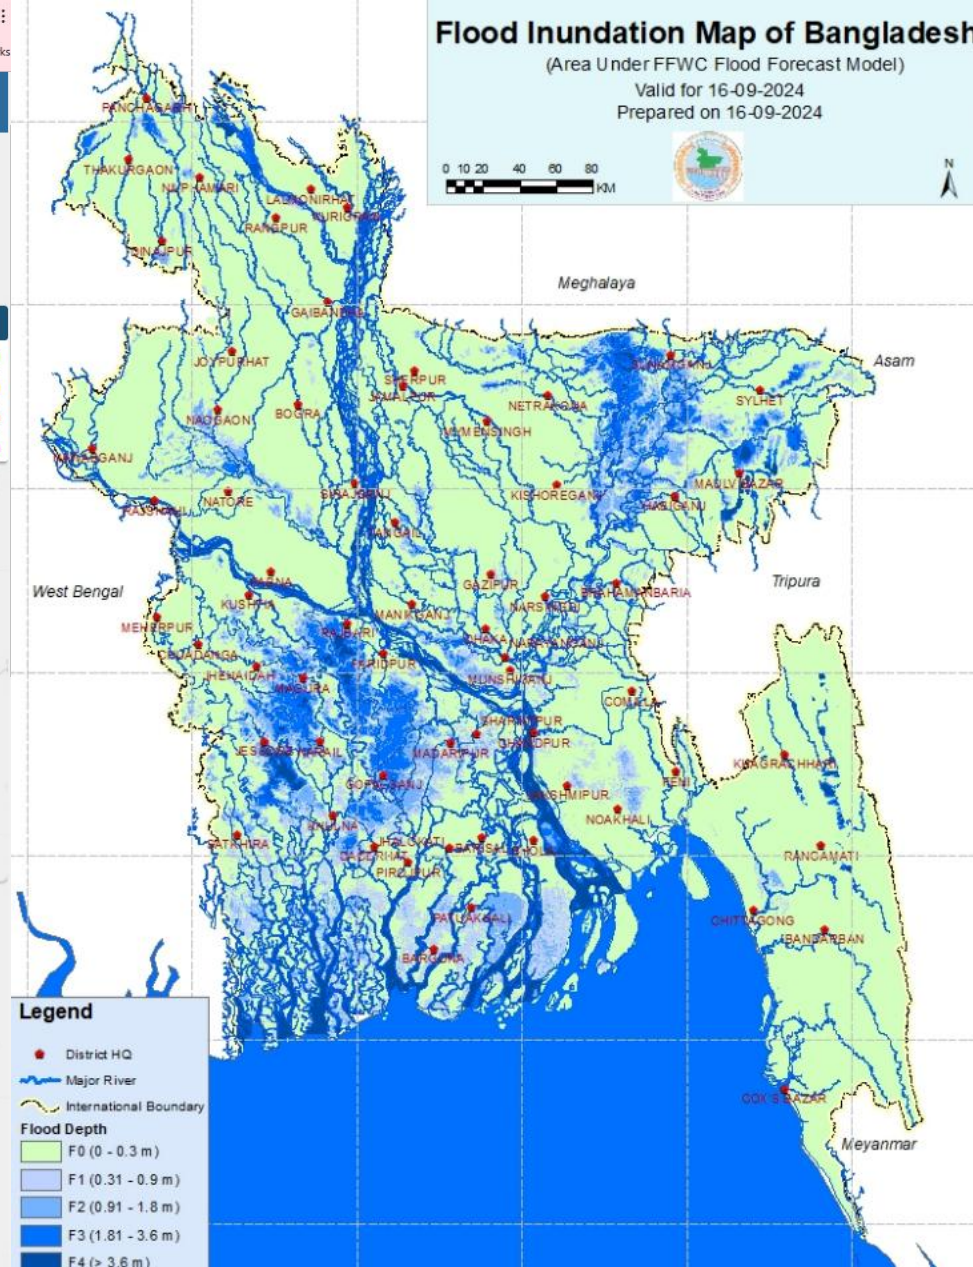 ks
Flood Inundation Map of Bangladesh
(Area Under FFWC Flood Forecast Model)
Valid for 16-09-2024
Prepared on 16-09-2024
0 10 20 40 60 80
KM
N
PANCHAGARH
THAKURGAON
NILPHAMARI
LALMONIRHAT
KURIGRAM
RANGPUR
DINAJPUR
Meghalaya
GAIBANDHA
Asam
JOYPURHAT
SUNAMGANJ
SHERPUR
JAMALPUR
SYLHET
NETRAKONA
BOGRA
NAOGAON
MYMENSINGH
NAWABGANJ
MAULVIBAZAR
SIRAJGANJ
KISHOREGANJ
NATORE
HABIGANJ
RAJSHAHI
TANGAIL
West Bengal
Tripura
PABNA
GAZIPUR
BRAHAMANBARIA
KUSHTIA
NARSINGDI
MANIKGANJ
MEHERPUR
RAJBARI
DHAKA
NARAYANGANJ
CHUADANGA
FARIDPUR
JHENAIDAH
MUNSHIGANJ
MAGURA
COMILLA
SHARIATPUR
CHANDPUR
JESSORE
NARAIL
MADARIPUR
KHAGRACHHARI
GOPALGANJ
FENI
LAKSHMIPUR
NOAKHALI
KHULNA
SATKHIRA
JHALOKATI
BARISAL
BHOLA
BAGERHAT
RANGAMATI
PIROJPUR
PATUAKHALI
CHITTAGONG
BANDARBAN
BARGUNA
COX'S BAZAR
Meyanmar
Legend
District HQ
Major River
International Boundary
Flood Depth
F0 (0 - 0.3 m)
F1 (0.31 - 0.9 m)
F2 (0.91 - 1.8 m)
F3 (1.81 - 3.6 m)
F4 (> 3.6 m)